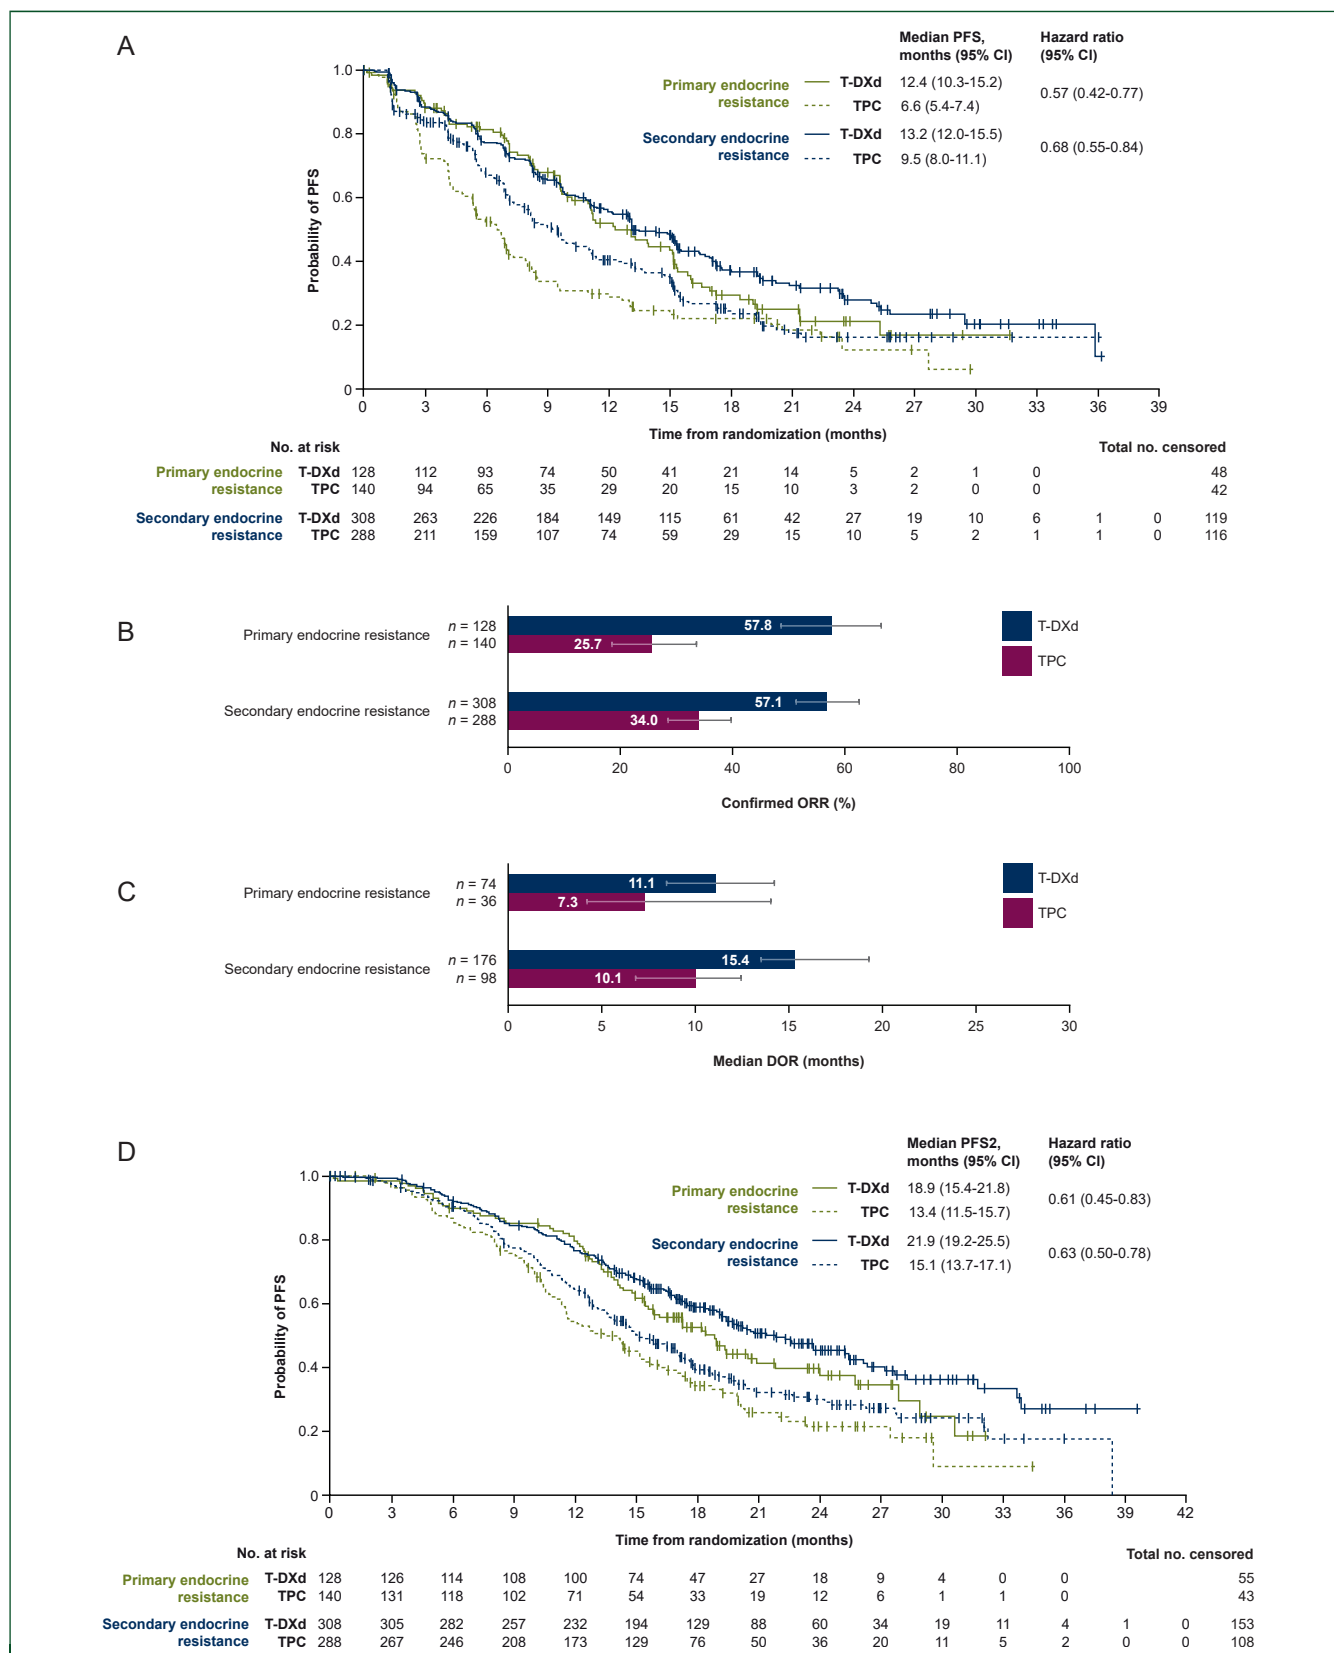 A
Median PFS, Hazard ratio
months (95% CI) (95% CI)
Primary endocrine resistance T-DXd 12.4 (10.3-15.2) 0.57 (0.42-0.77)
TPC 6.6 (5.4-7.4)
Secondary endocrine resistance T-DXd 13.2 (12.0-15.5) 0.68 (0.55-0.84)
TPC 9.5 (8.0-11.1)
Probability of PFS
1.0
0.8
0.6
0.4
0.2
0
0 3 6 9 12 15 18 21 24 27 30 33 36 39
Time from randomization (months)
No. at risk Total no. censored
Primary endocrine resistance T-DXd 128 112 93 74 50 41 21 14 5 2 1 0 48
TPC 140 94 65 35 29 20 15 10 3 2 0 0 42
Secondary endocrine resistance T-DXd 308 263 226 184 149 115 61 42 27 19 10 6 1 0 119
TPC 288 211 159 107 74 59 29 15 10 5 2 1 1 0 116
B
Primary endocrine resistance
n = 128 57.8
n = 140 25.7
Secondary endocrine resistance
n = 308 57.1
n = 288 34.0
T-DXd
TPC
0 20 40 60 80 100
Confirmed ORR (%)
C
Primary endocrine resistance
n = 74 11.1
n = 36 7.3
Secondary endocrine resistance
n = 176 15.4
n = 98 10.1
T-DXd
TPC
0 5 10 15 20 25 30
Median DOR (months)
D
Median PFS2, Hazard ratio
months (95% CI) (95% CI)
Primary endocrine resistance T-DXd 18.9 (15.4-21.8) 0.61 (0.45-0.83)
TPC 13.4 (11.5-15.7)
Secondary endocrine resistance T-DXd 21.9 (19.2-25.5) 0.63 (0.50-0.78)
TPC 15.1 (13.7-17.1)
Probability of PFS
1.0
0.8
0.6
0.4
0.2
0
0 3 6 9 12 15 18 21 24 27 30 33 36 39 42
Time from randomization (months)
No. at risk Total no. censored
Primary endocrine resistance T-DXd 128 126 114 108 100 74 47 27 18 9 4 0 0 55
TPC 140 131 118 102 71 54 33 19 12 6 1 1 0 43
Secondary endocrine resistance T-DXd 308 305 282 257 232 194 129 88 60 34 19 11 4 1 0 153
TPC 288 267 246 208 173 129 76 50 36 20 11 5 2 0 0 108